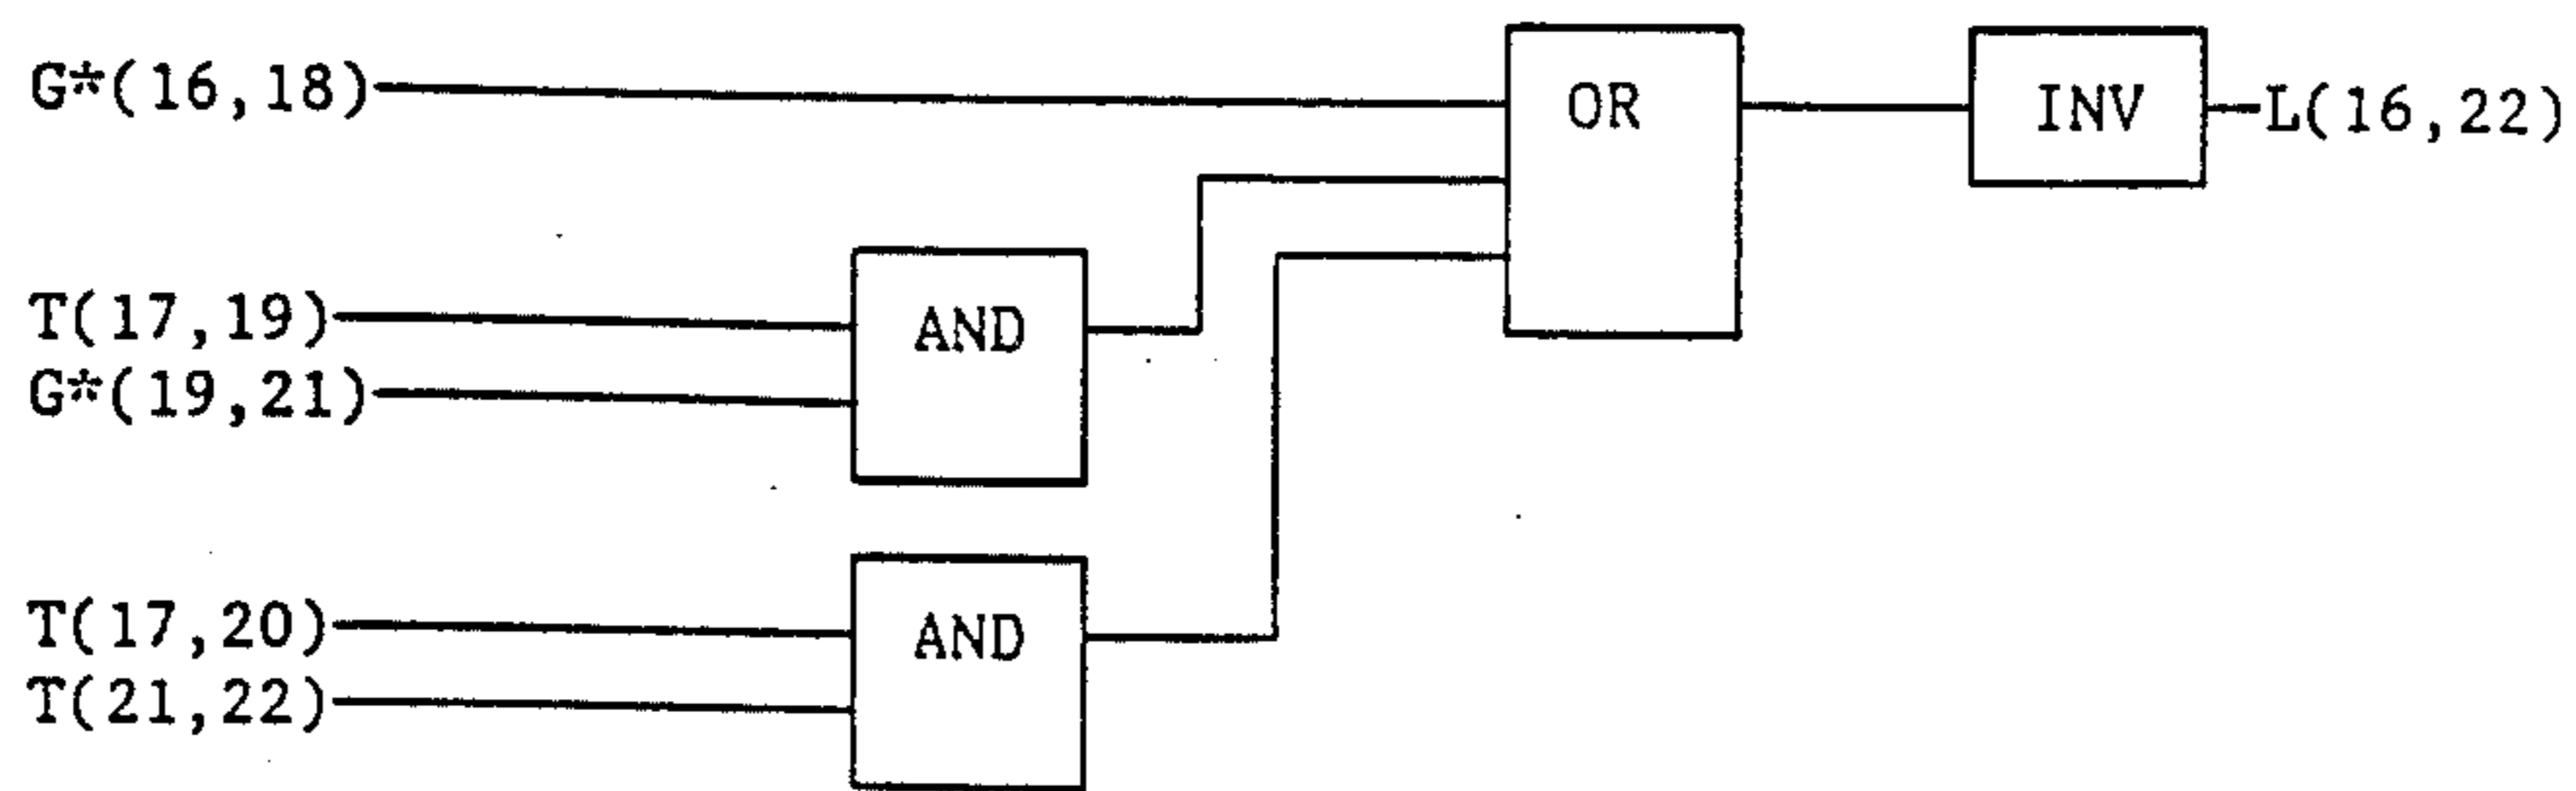 G*(16,18)
OR
INV
L(16,22)
T(17,19)
AND
G*(19,21)
T(17,20)
AND
T(21,22)